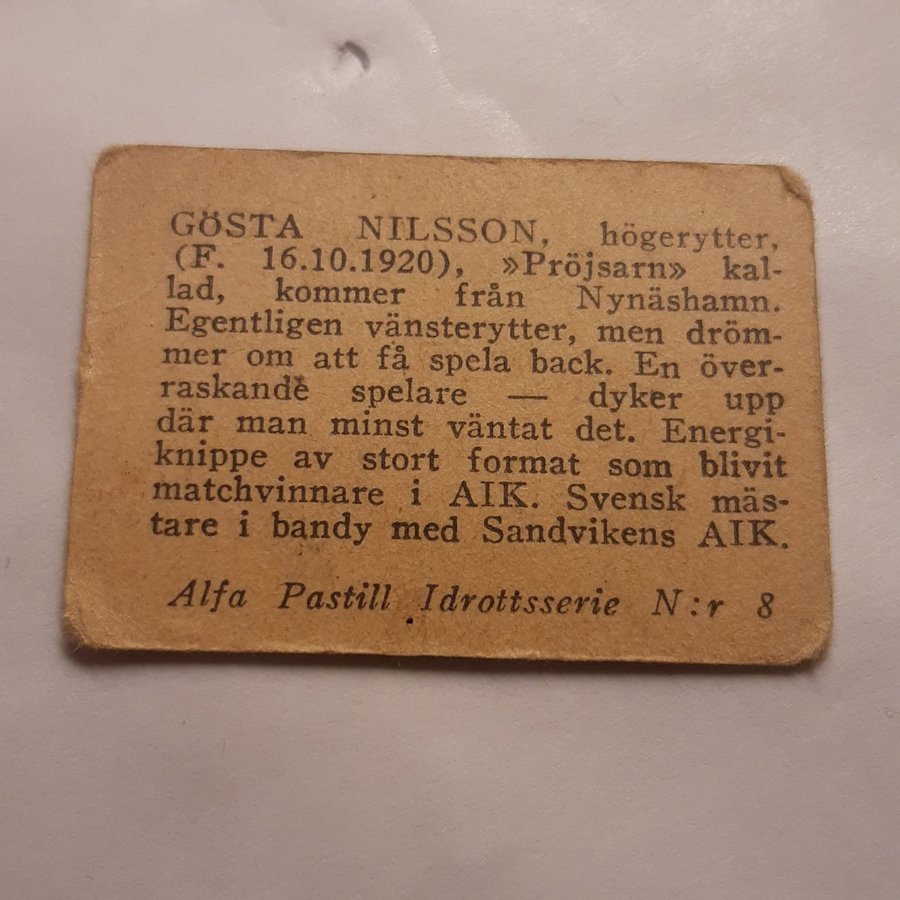 GÖSTA NILSSON, högerytter,
(F. 16.10.1920), »Pröjsarn» kal-
lad, kommer från Nynäshamn.
Egentligen vänsterytter, men dröm-
mer om att få spela back. En över-
raskande spelare — dyker upp
där man minst väntat det. Energi-
knippe av stort format som blivit
matchvinnare i AIK. Svensk mäs-
tare i bandy med Sandvikens AIK.
Alfa Pastill Idrottsserie N:r 8